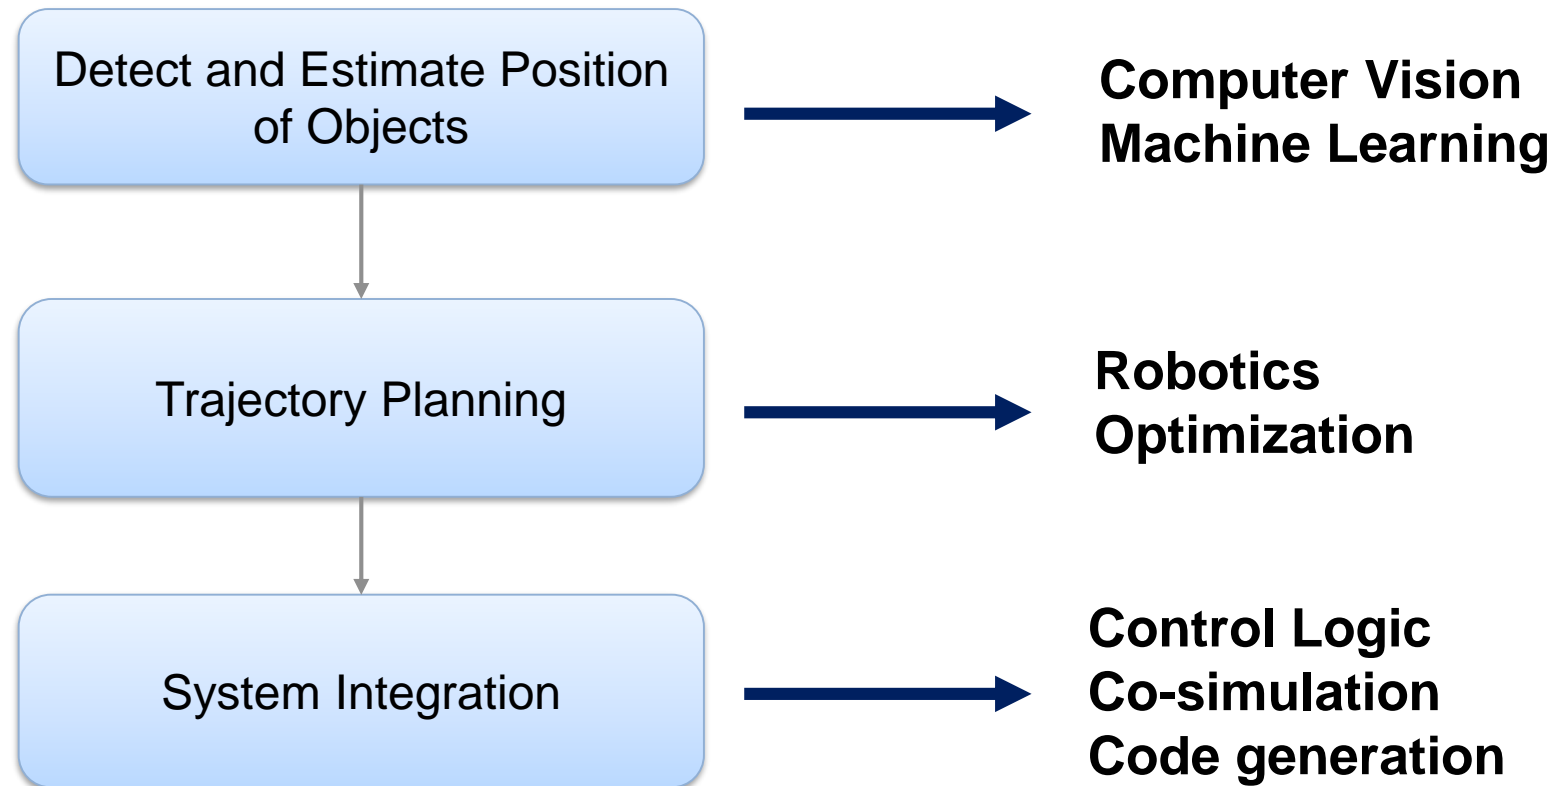 Detect and Estimate Position
of Objects
Computer Vision
Machine Learning
Trajectory Planning
Robotics
Optimization
System Integration
Control Logic
Co-simulation
Code generation